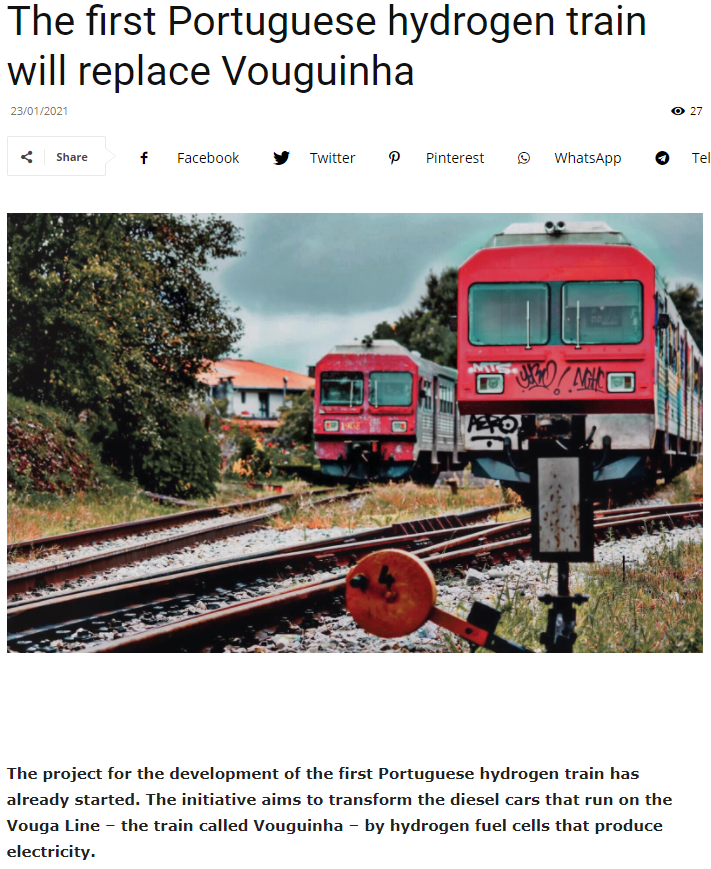 The first Portuguese hydrogen train
will replace Vouguinha
23/01/2021 27
Share Facebook Twitter Pinterest WhatsApp Tel
4
The project for the development of the first Portuguese hydrogen train has
already started. The initiative aims to transform the diesel cars that run on the
Vouga Line – the train called Vouguinha – by hydrogen fuel cells that produce
electricity.